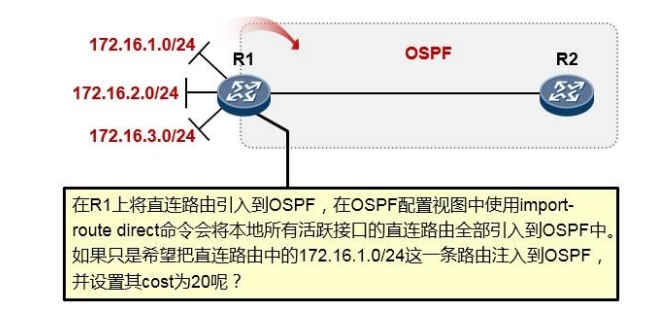 172.16.1.0/24
R1
OSPF
R2
172.16.2.0/24
172.16.3.0/24
在R1上将直连路由引入到OSPF，在OSPF配置视图中使用import-
route direct命令会将本地所有活跃接口的直连路由全部引入到OSPF中。
如果只是希望把直连路由中的172.16.1.0/24这一条路由注入到OSPF，
并设置其cost为20呢？